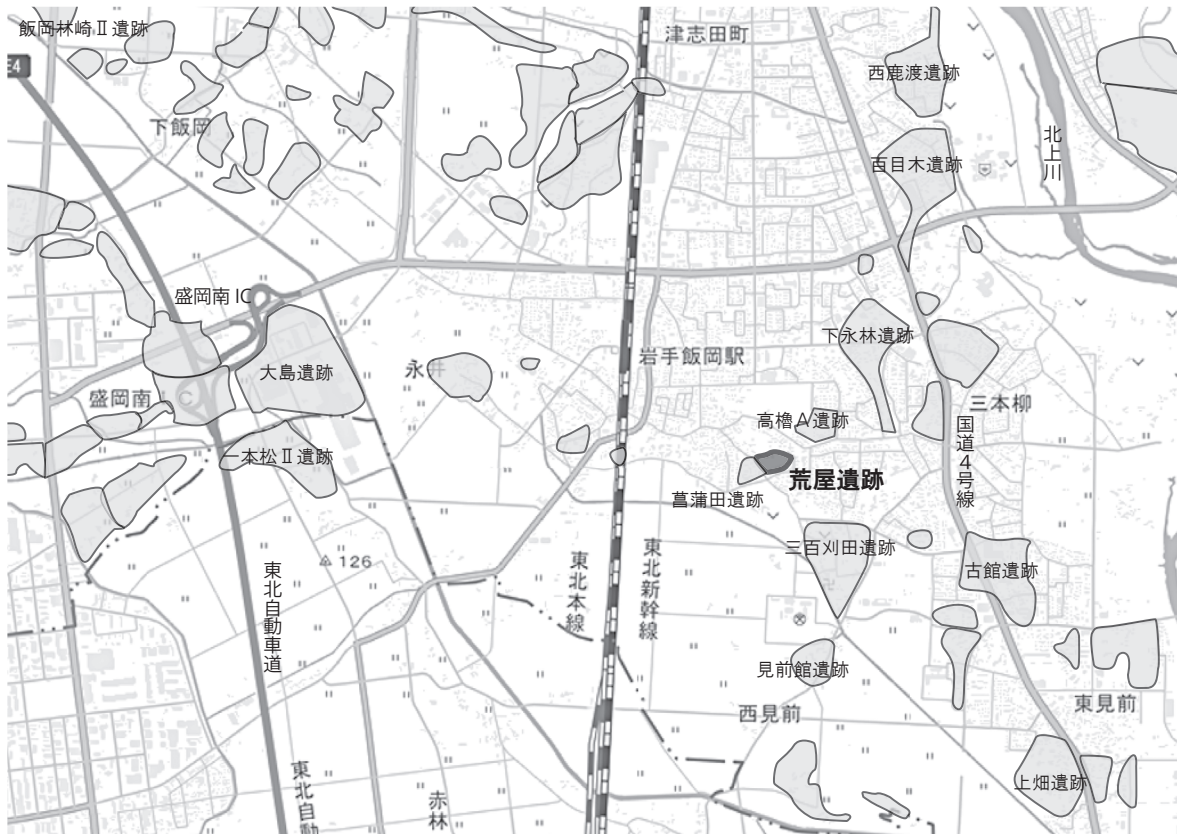 飯岡林崎Ⅱ遺跡
津志田町
西鹿渡遺跡
E4
下飯岡
北上川
百目木遺跡
盛岡南IC
下永林遺跡
岩手飯岡駅
大島遺跡
永井
盛岡南
三本柳
高櫓A遺跡
国道4号線
一本松Ⅱ遺跡
荒屋遺跡
菖蒲田遺跡
三百刈田遺跡
126
東北自動車道
東北本線
東北新幹線
古館遺跡
見前館遺跡
西見前
東見前
上畑遺跡
東北自動
赤林